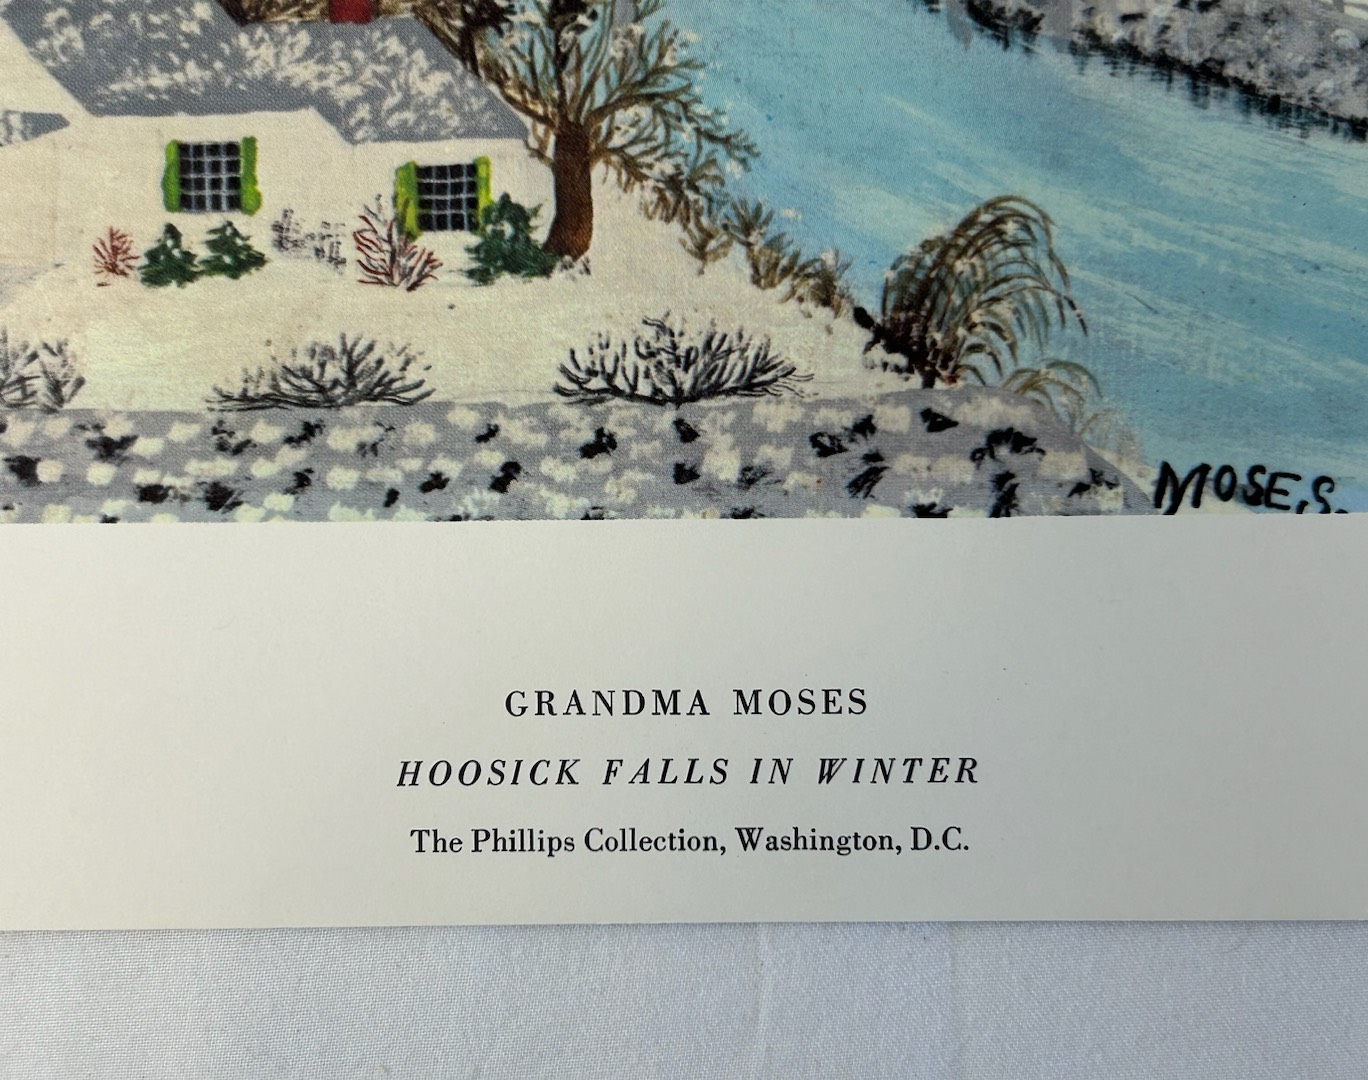 MOSES.
GRANDMA MOSES
HOOSICK FALLS IN WINTER
The Phillips Collection, Washington, D.C.